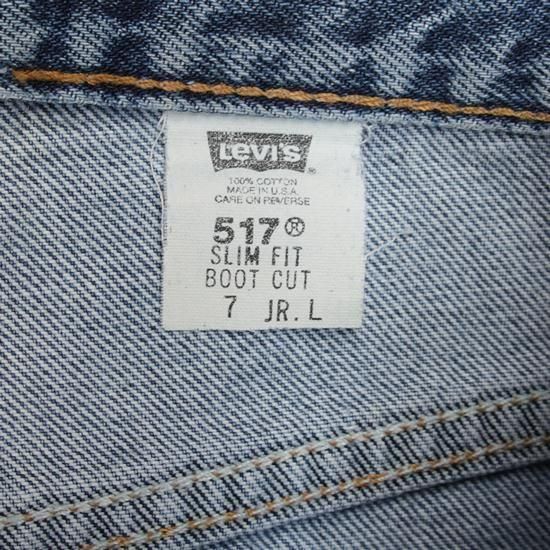 Levi's ®
100% COTTON
MADE IN U.S.A.
CARE ON REVERSE
517®
SLIM FIT
BOOT CUT
7 JR. L